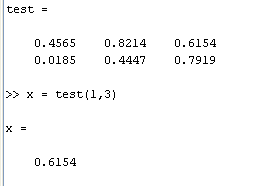 test =
0.4565 0.8214 0.6154
0.0185 0.4447 0.7919
>> x = test(1,3)
x =
0.6154